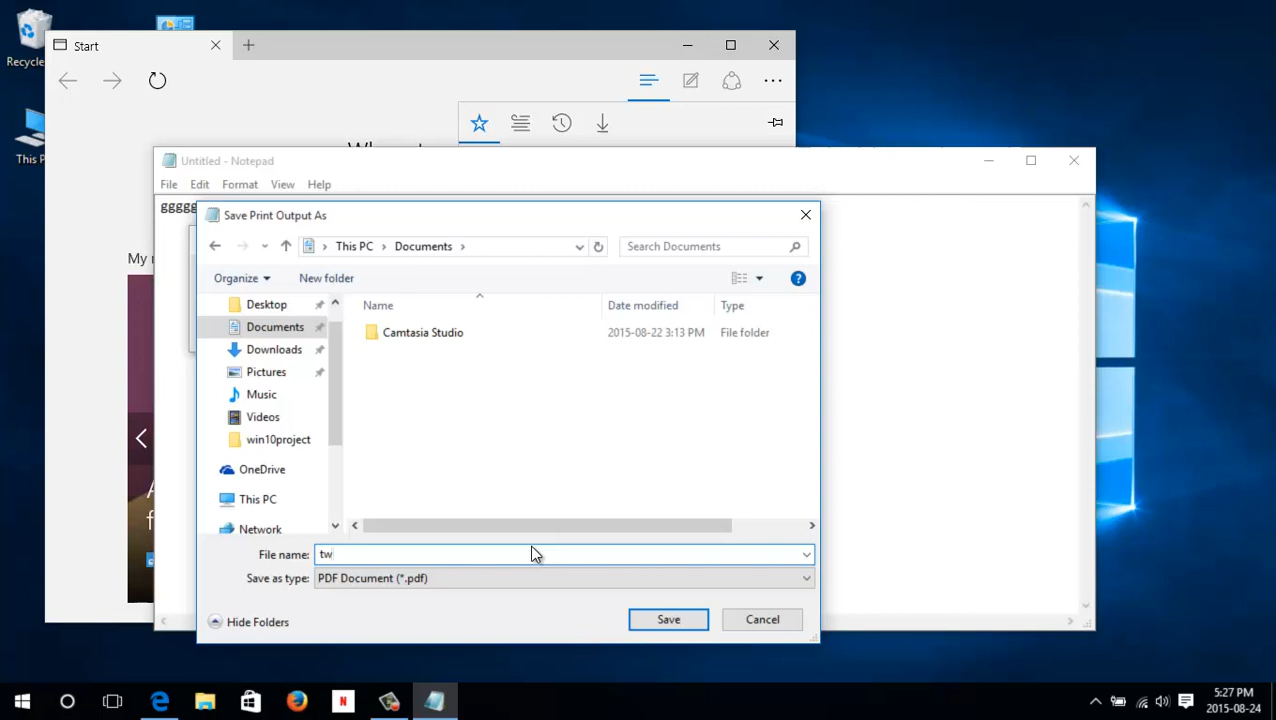 Recycle
This P
Start
My r
Untitled - Notepad
File Edit Format View Help
ggggg
Save Print Output As
This PC Documents
Search Documents
Organize New folder
Name Date modified Type
Desktop
Documents
Downloads
Pictures
Music
Videos
win10project
OneDrive
This PC
Network
Camtasia Studio 2015-08-22 3:13 PM File folder
File name: tw
Save as type: PDF Document (*.pdf)
Hide Folders
Save Cancel
N
5:27 PM
2015-08-24